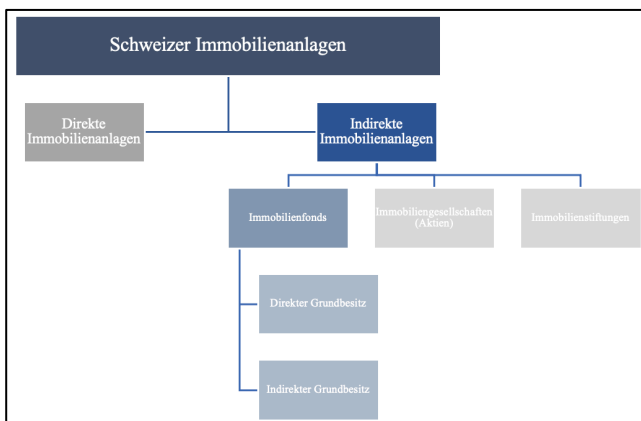 Schweizer Immobilienanlagen
Direkte
Immobilienanlagen
Indirekte
Immobilienanlagen
Immobilienfonds
Immobiliengesellschaften
(Aktien)
Immobilienstiftungen
Direkter Grundbesitz
Indirekter Grundbesitz